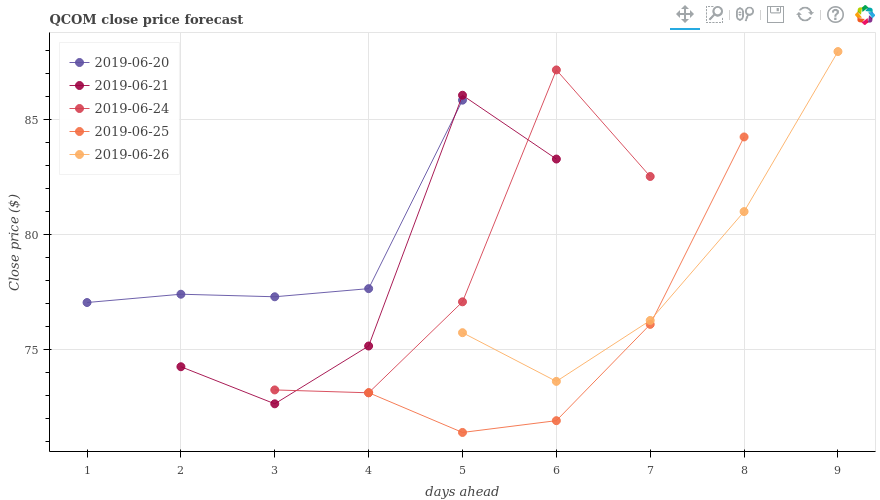 QCOM close price forecast
2019-06-20
2019-06-21
2019-06-24
2019-06-25
2019-06-26
Close price ($)
85
80
75
1 2 3 4 5 6 7 8 9
days ahead